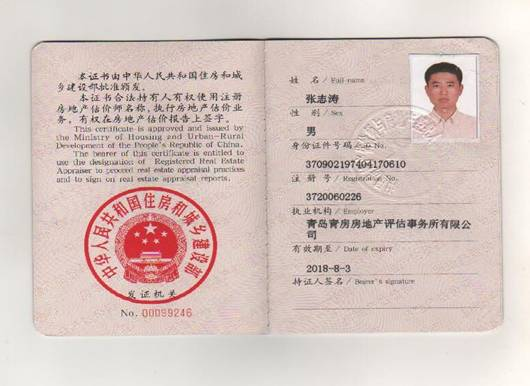 本证书由中华人民共和国住房和城
乡建设部批准颁发。
本证书合法持有人有权使用注册
房地产估价师名称，执行房地产估价业
务，有权在房地产估价报告上签字。
This certificate is approved and issued by
the Ministry of Housing and Urban-Rural
Development of the People's Republic of China.
The bearer of this certificate is entitled to
use the designation of Registered Real Estate
Appraiser to proceed real estate appraisal practices
and to sign on real estate appraisal reports.
中华人民共和国住房和城乡建设部
发证机关
No. 00099246
姓 名 / Full name
张志涛
性 别 / Sex
男
身份证件号码 / ID No.
370902197404170610
注 册 号 / Registration No.
3720060226
执业机构 / Employer
青岛青房房地产评估事务所有限公
司
有效期至 / Date of expiry
2018-8-3
持证人签名 / Bearer's signature